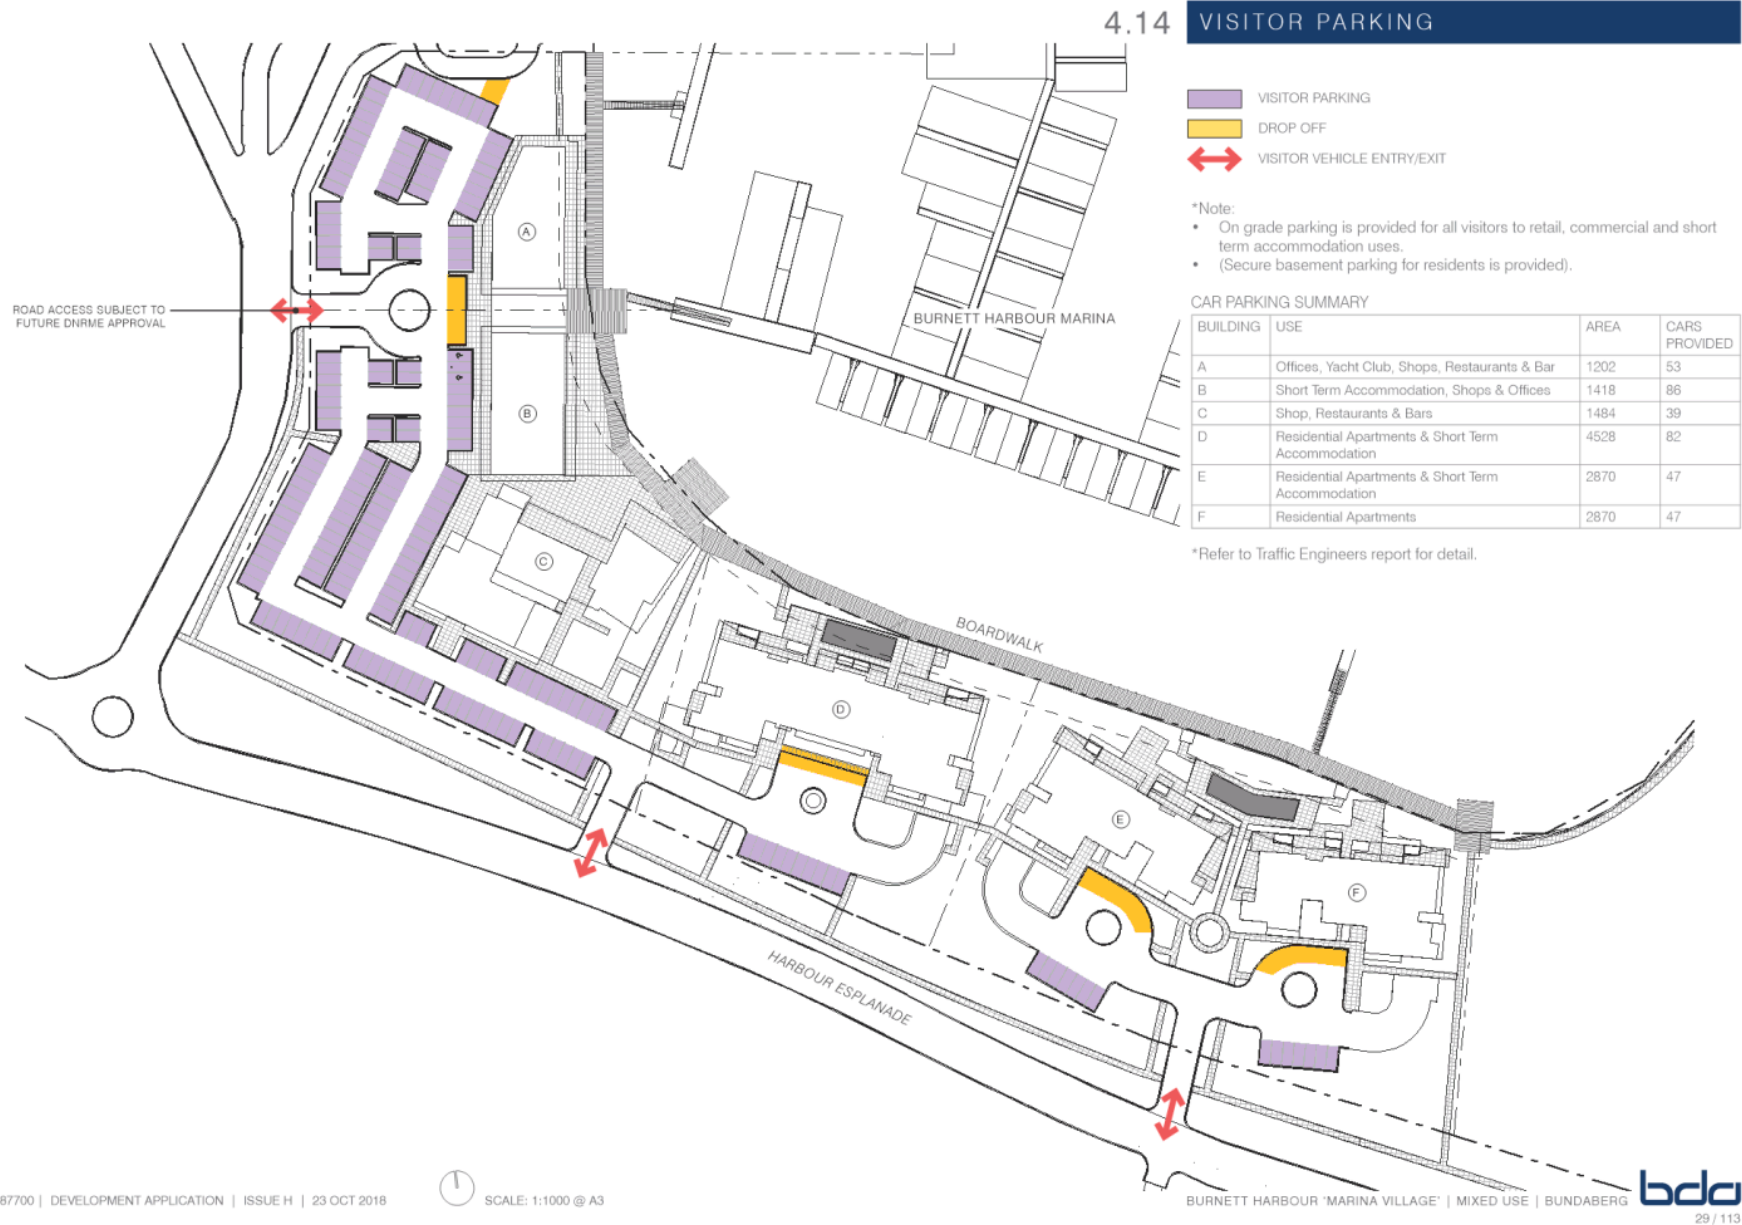 4.14 VISITOR PARKING
VISITOR PARKING
DROP OFF
VISITOR VEHICLE ENTRY/EXIT
*Note:
• On grade parking is provided for all visitors to retail, commercial and short
term accommodation uses.
• (Secure basement parking for residents is provided).
CAR PARKING SUMMARY
BUILDING USE AREA CARS
PROVIDED
A Offices, Yacht Club, Shops, Restaurants & Bar 1202 53
B Short Term Accommodation, Shops & Offices 1418 86
C Shop, Restaurants & Bars 1484 39
D Residential Apartments & Short Term 4528 82
Accommodation
E Residential Apartments & Short Term 2870 47
Accommodation
F Residential Apartments 2870 47
*Refer to Traffic Engineers report for detail.
ROAD ACCESS SUBJECT TO
FUTURE DNRME APPROVAL
BURNETT HARBOUR MARINA
A
B
C
BOARDWALK
D
E
F
HARBOUR ESPLANADE
87700 | DEVELOPMENT APPLICATION | ISSUE H | 23 OCT 2018
SCALE: 1:1000 @ A3
BURNETT HARBOUR 'MARINA VILLAGE' | MIXED USE | BUNDABERG
bda
29 / 113